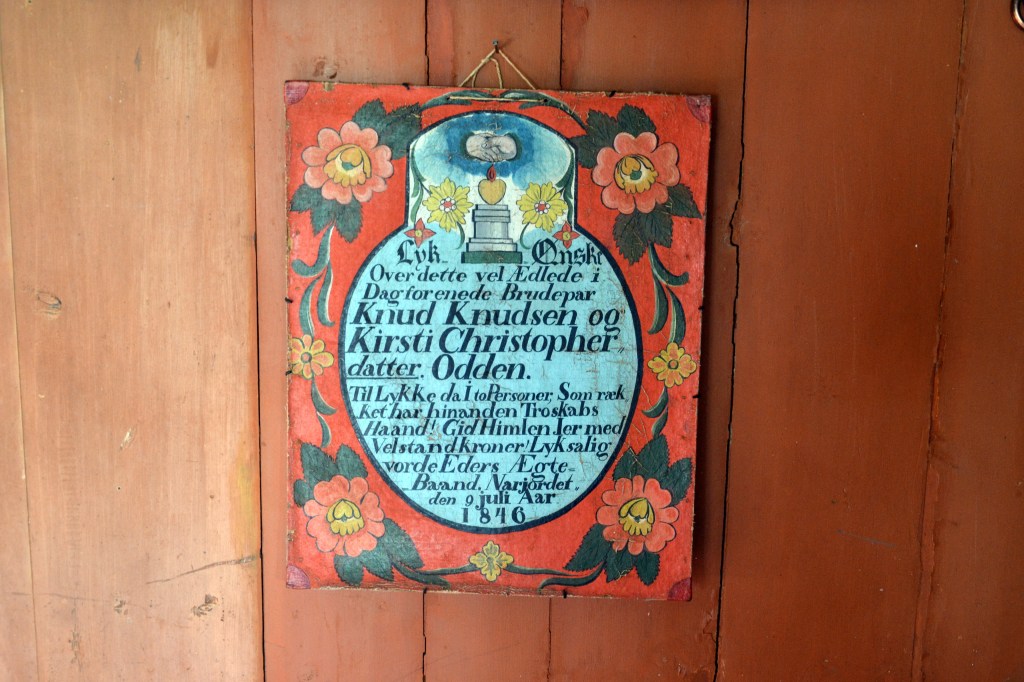 Lyk- Ønske
Over dette vel Ædlede i
Dag forenede Brudepar
Knud Knudsen og
Kirsti Christopher„
datter. Odden.
Til Lykke da I to Personer, Som ræk
ket har hinanden Troskabs
Haand! Gid Himlen Jer med
Velstand Kroner! Lyksalig
vorde Eders Ægte=
Baand. Narjordet„
den 9 juli Aar
1846